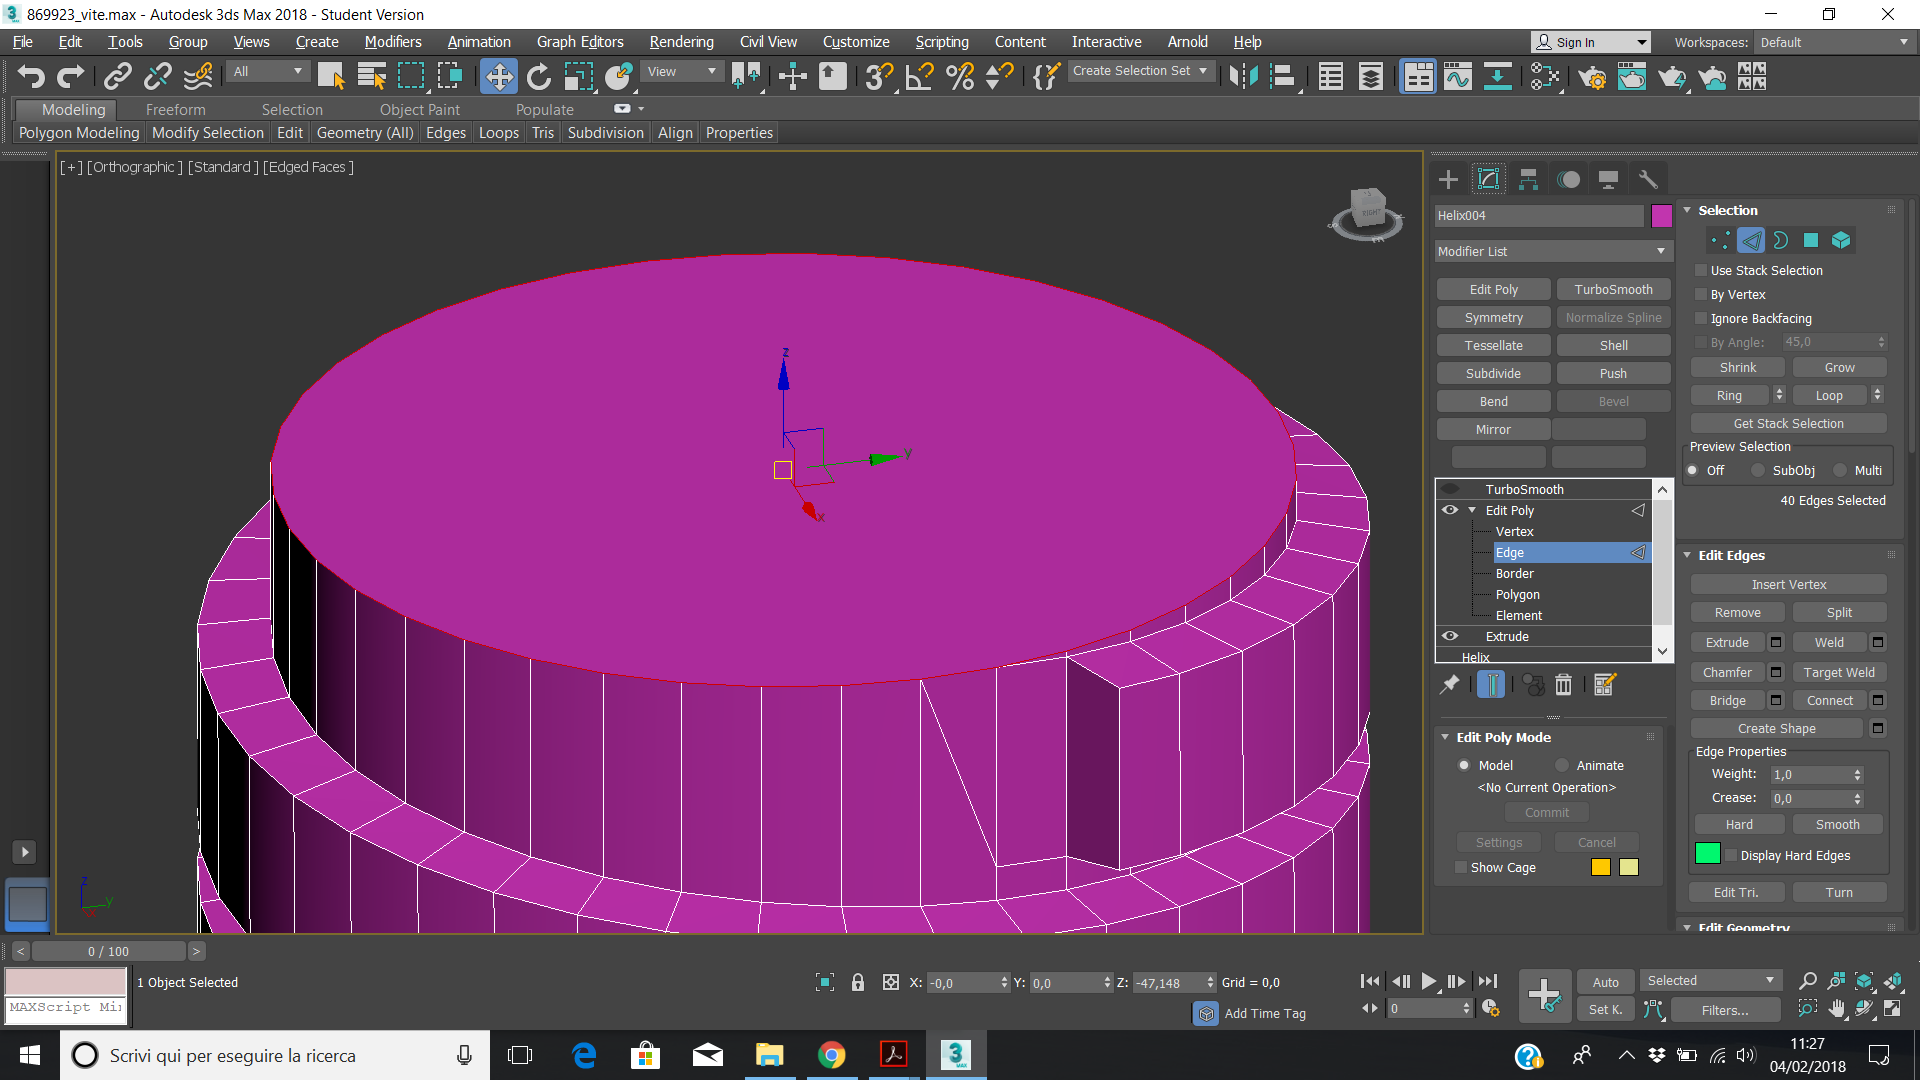 869923_vite.max - Autodesk 3ds Max 2018 - Student Version
File Edit Tools Group Views Create Modifiers Animation Graph Editors Rendering Civil View Customize Scripting Content Interactive Arnold Help
Sign In
Workspaces: Default
All
View
Create Selection Set
Modeling Freeform Selection Object Paint Populate
Polygon Modeling Modify Selection Edit Geometry (All) Edges Loops Tris Subdivision Align Properties
[+] [Orthographic] [Standard] [Edged Faces]
RIGHT
z
y
x
z
y
x
Helix004
Modifier List
Edit Poly TurboSmooth
Symmetry Normalize Spline
Tessellate Shell
Subdivide Push
Bend Bevel
Mirror
TurboSmooth
Edit Poly
Vertex
Edge
Border
Polygon
Element
Extrude
Helix
Edit Poly Mode
Model Animate
<No Current Operation>
Commit
Settings Cancel
Show Cage
Selection
Use Stack Selection
By Vertex
Ignore Backfacing
By Angle: 45,0
Shrink Grow
Ring Loop
Get Stack Selection
Preview Selection
Off SubObj Multi
40 Edges Selected
Edit Edges
Insert Vertex
Remove Split
Extrude Weld
Chamfer Target Weld
Bridge Connect
Create Shape
Edge Properties
Weight: 1,0
Crease: 0,0
Hard Smooth
Display Hard Edges
Edit Tri. Turn
Edit Geometry
< 0 / 100 >
MAXScript Mi
1 Object Selected
X: -0,0 Y: 0,0 Z: -47,148 Grid = 0,0
Add Time Tag
0
Auto Selected
Set K. Filters...
Scrivi qui per eseguire la ricerca
3
MAX
11:27
04/02/2018